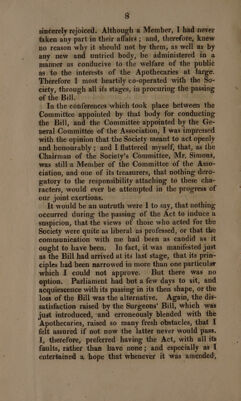 8
sincerely rejoiced. Although a Member, I had never
taken any part in their affairs; and, therefore, knew
no reason why it should not by them, as well as by
any new and untried body, be administered in a
manner as conducive to the welfare of the public
as to the interests of the Apothecaries at large.
Therefore I most heartily co-operated with the So-
ciety, through all its stages, in procuring the passing
of the Bill.
In the conferences which took place between the
Committee appointed by that body for conducting
the Bill, and the Committee appointed by the Ge-
neral Committee of the Association, I was impressed
with the opinion that the Society meant to act openly
and honourably; and I flattered myself, that, as the
Chairman of the Society's Committee, Mr. Simons,
was still a Member of the Committee of the Asso-
ciation, and one of its treasurers, that nothing dero-
gatory to the responsibility attaching to these cha-
racters, would ever be attempted in the progress of
our joint exertions.
It would be an untruth were I to say, that nothing
occurred during the passing of the Act to induce a
suspicion, that the views of those who acted for the
Society were quite as liberal as professed, or that the
communication with me had been as candid as it
ought to have been. In fact, it was manifested just
as the Bill had arrived at its last stage, that its prin-
ciples had been narrowed in more than one particular
which I could not approve. But there was no
option. Parliament had but a few days to sit, and
acquiescence with its passing in its then shape, or the
loss of the Bill was the alternative. Again, the dis-
satisfaction raised by the Surgeons' Bill, which was
just introduced, and erroneously blended with the
Apothecaries, raised so many fresh obstacles, that I
felt assured if not now the latter never would pass.
I, therefore, preferred having the Act, with all its
faults, rather than have none; and especially as I
entertained a hope that whenever it was amended,